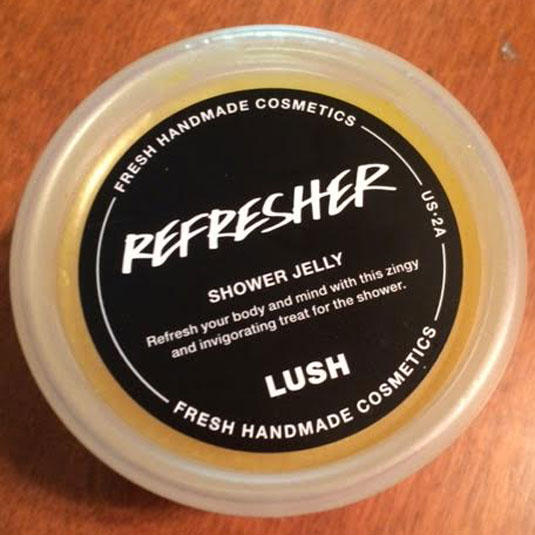 FRESH HANDMADE COSMETICS
US·2A
REFRESHER
SHOWER JELLY
Refresh your body and mind with this zingy
and invigorating treat for the shower.
LUSH
FRESH HANDMADE COSMETICS